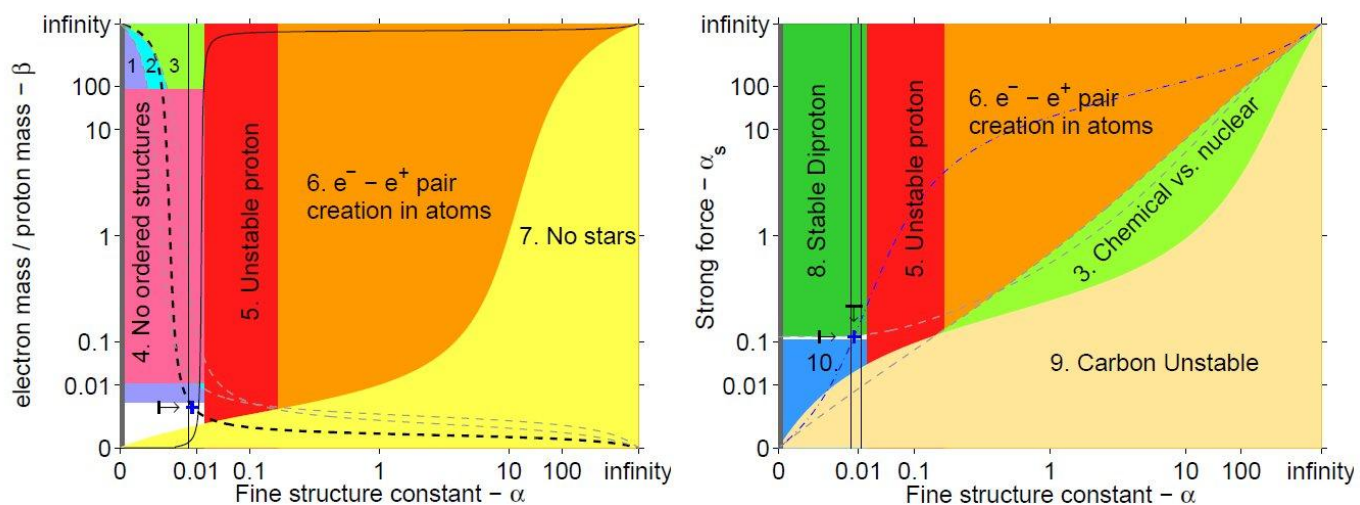 infinity
100
10
1
0.1
0.01
0
electron mass / proton mass − β
1
2
3
4. No ordered structures
5. Unstable proton
6. e⁻ − e⁺ pair
creation in atoms
7. No stars
0
0.01
0.1
1
10
100
infinity
Fine structure constant − α
infinity
100
10
1
0.1
0.01
0
Strong force − αₛ
8. Stable Diproton
5. Unstable proton
6. e⁻ − e⁺ pair
creation in atoms
3. Chemical vs. nuclear
10.
9. Carbon Unstable
0
0.01
0.1
1
10
100
infinity
Fine structure constant − α